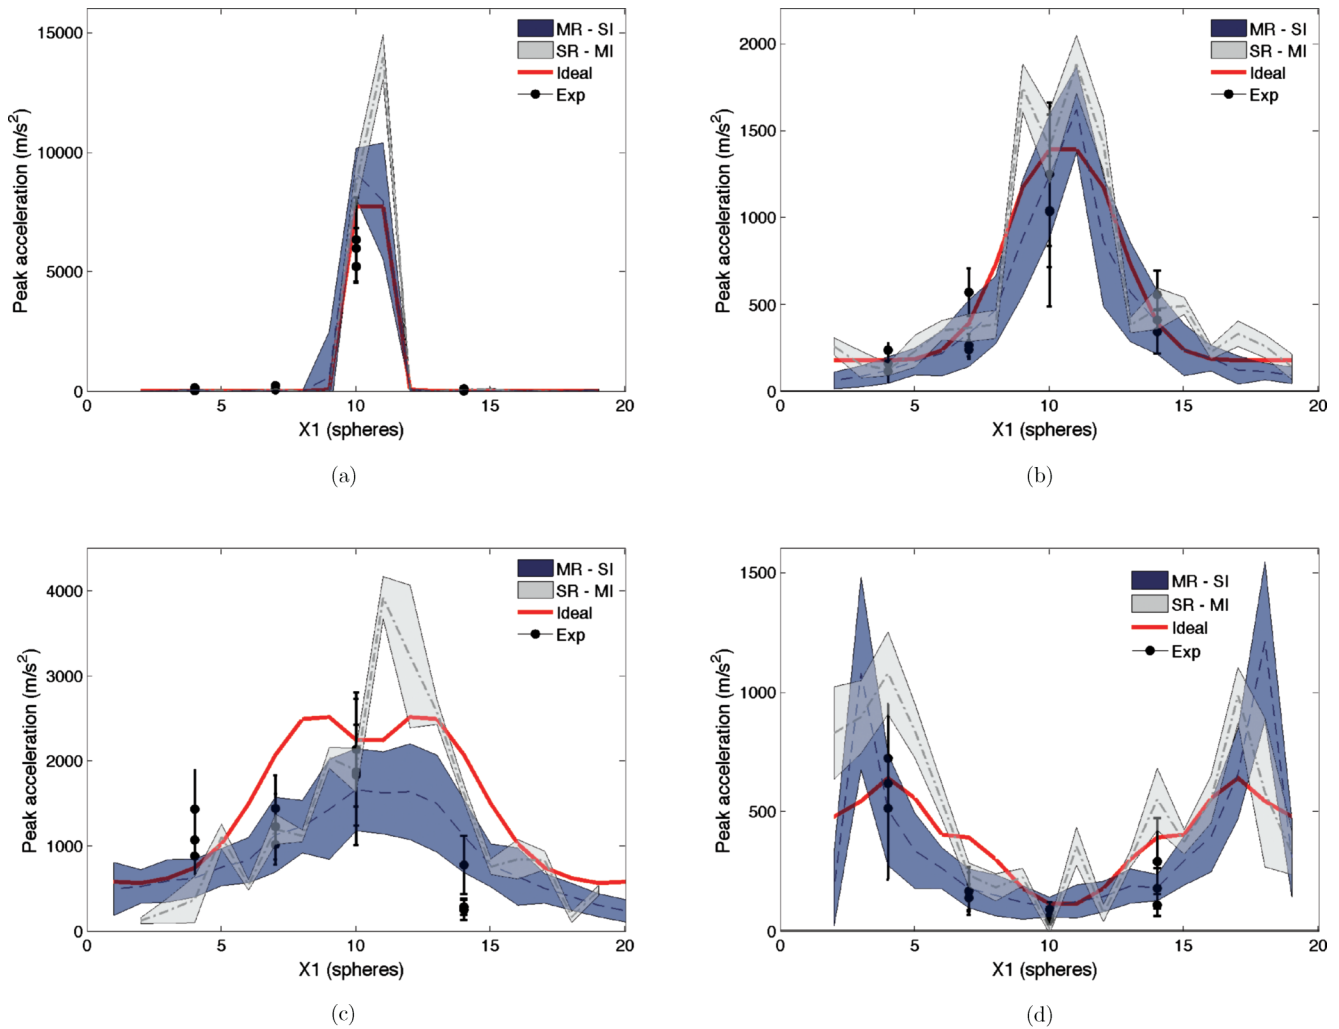 15000
10000
5000
0
0
5
10
15
20
Peak acceleration (m/s²)
X1 (spheres)
MR - SI
SR - MI
Ideal
Exp
(a)
2000
1500
1000
500
0
0
5
10
15
20
Peak acceleration (m/s²)
X1 (spheres)
MR - SI
SR - MI
Ideal
Exp
(b)
4000
3000
2000
1000
0
0
5
10
15
20
Peak acceleration (m/s²)
X1 (spheres)
MR - SI
SR - MI
Ideal
Exp
(c)
1500
1000
500
0
0
5
10
15
20
Peak acceleration (m/s²)
X1 (spheres)
MR - SI
SR - MI
Ideal
Exp
(d)